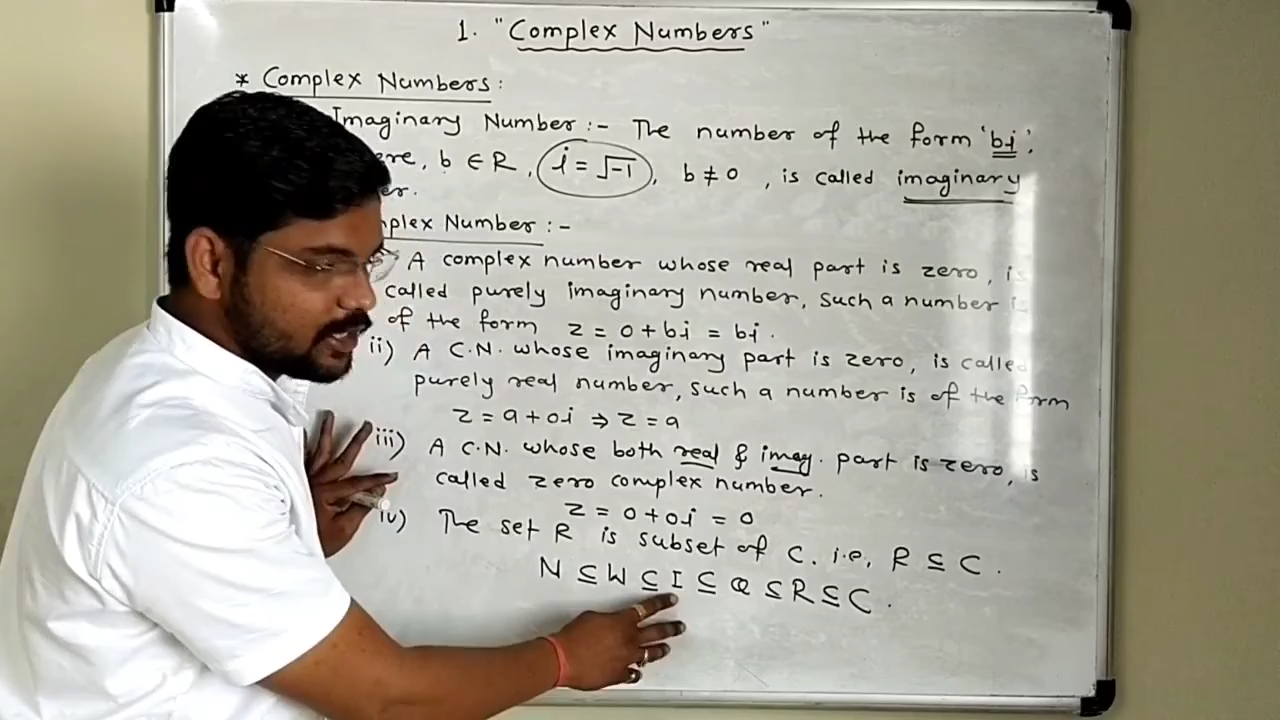 1. "Complex Numbers"
* Complex Numbers:
Imaginary Number :- The number of the form 'bi',
ere, b ∈ R, i = √-1, b ≠ 0, is called imaginary
er.
plex Number :-
A complex number whose real part is zero, is
called purely imaginary number, such a number is
of the form z = 0 + bi = bi.
ii) A C.N. whose imaginary part is zero, is called
purely real number, such a number is of the form
z = a + 0i ⇒ z = a
iii) A C.N. whose both real & imag. part is zero, is
called zero complex number.
z = 0 + 0i = 0
iv) The set R is subset of C. i.e, R ⊆ C.
N ⊆ W ⊆ I ⊆ Q ⊆ R ⊆ C.